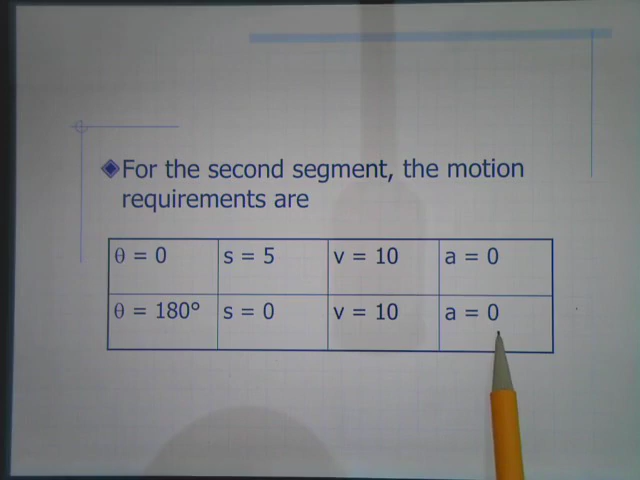 For the second segment, the motion
requirements are
θ = 0 s = 5 v = 10 a = 0
θ = 180° s = 0 v = 10 a = 0